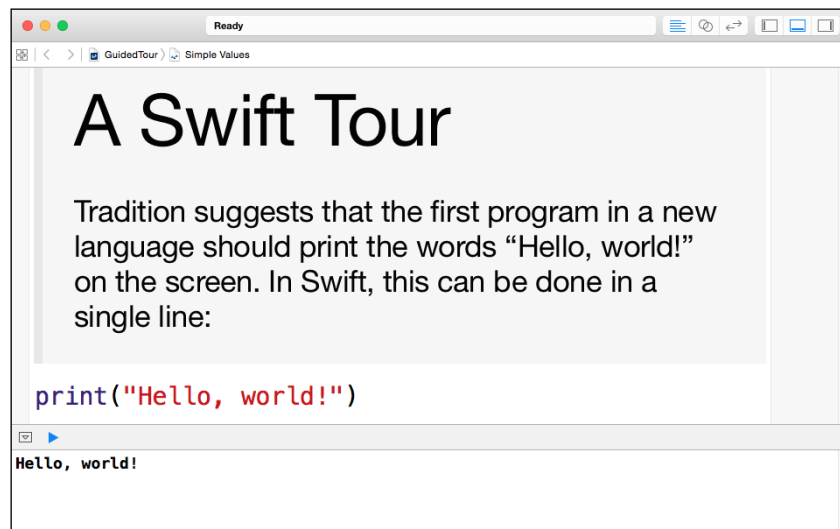 Ready
GuidedTour Simple Values
A Swift Tour
Tradition suggests that the first program in a new
language should print the words “Hello, world!”
on the screen. In Swift, this can be done in a
single line:
print("Hello, world!")
Hello, world!